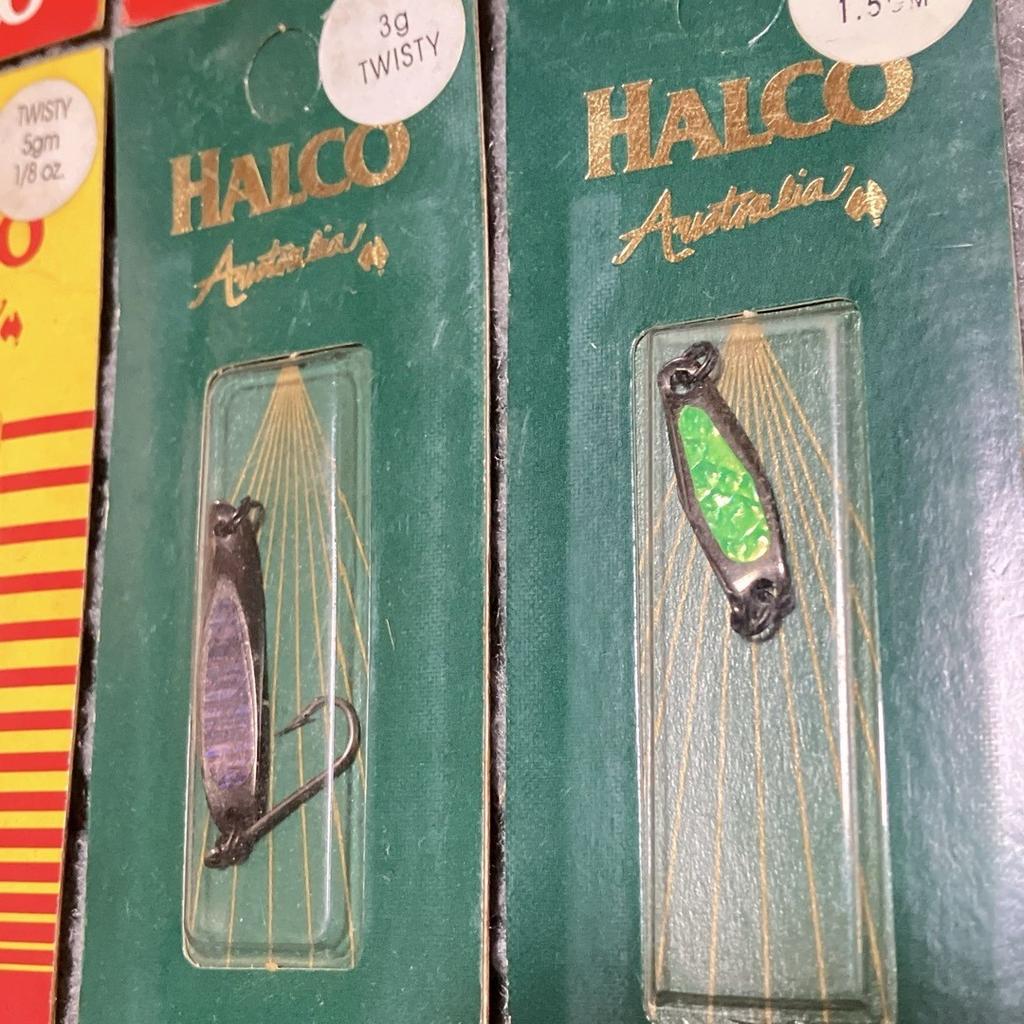 TWISTY
5gm
1/8 oz.
3g
TWISTY
HALCO
Australia
HALCO
Australia